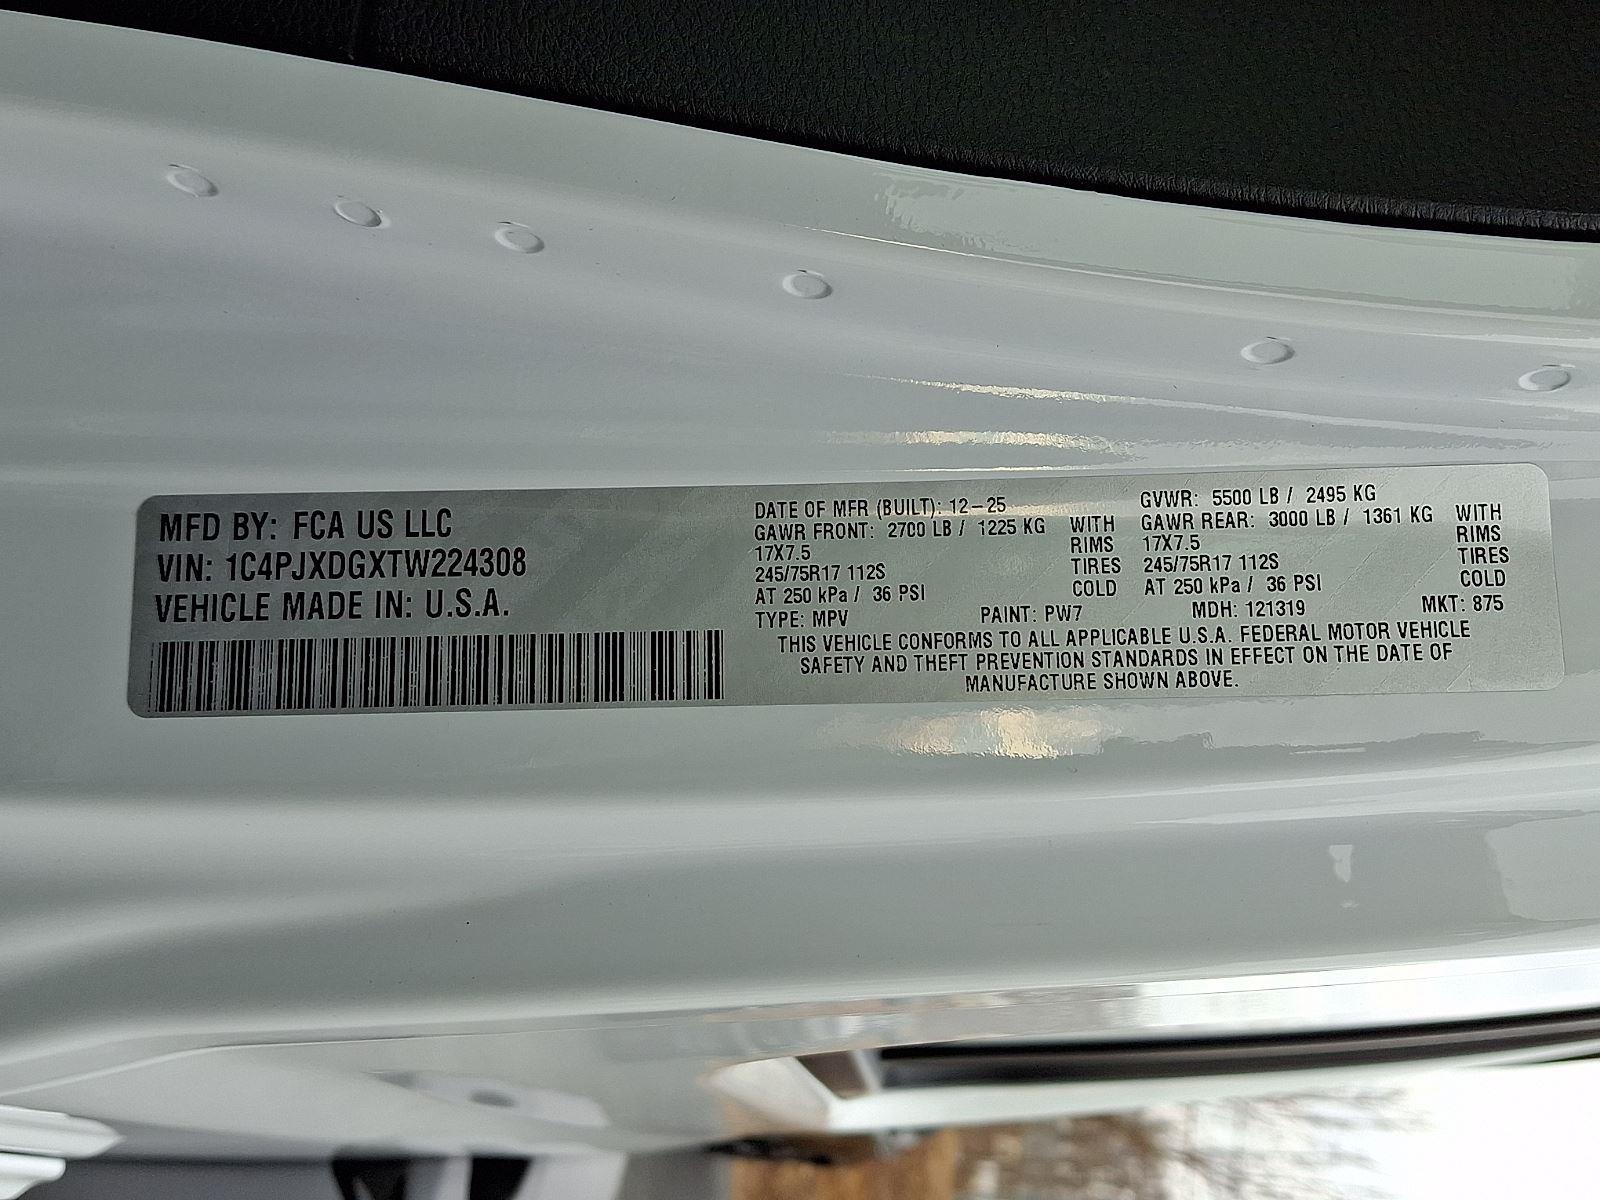 MFD BY: FCA US LLC
VIN: 1C4PJXDGXTW224308
VEHICLE MADE IN: U.S.A.
DATE OF MFR (BUILT): 12-25 GVWR: 5500 LB / 2495 KG
GAWR FRONT: 2700 LB / 1225 KG WITH GAWR REAR: 3000 LB / 1361 KG WITH
17X7.5 RIMS 17X7.5 RIMS
245/75R17 112S TIRES 245/75R17 112S TIRES
AT 250 kPa / 36 PSI COLD AT 250 kPa / 36 PSI COLD
TYPE: MPV PAINT: PW7 MDH: 121319 MKT: 875
THIS VEHICLE CONFORMS TO ALL APPLICABLE U.S.A. FEDERAL MOTOR VEHICLE
SAFETY AND THEFT PREVENTION STANDARDS IN EFFECT ON THE DATE OF
MANUFACTURE SHOWN ABOVE.